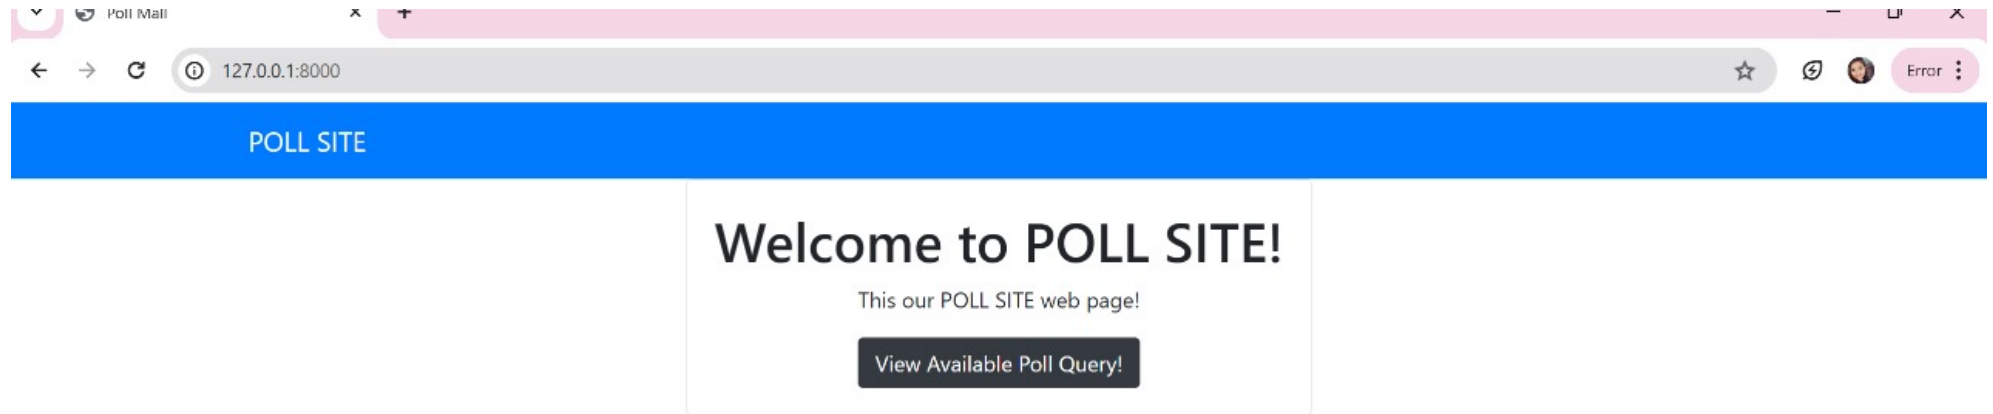 Poll Mall
127.0.0.1:8000
Error
POLL SITE
Welcome to POLL SITE!
This our POLL SITE web page!
View Available Poll Query!